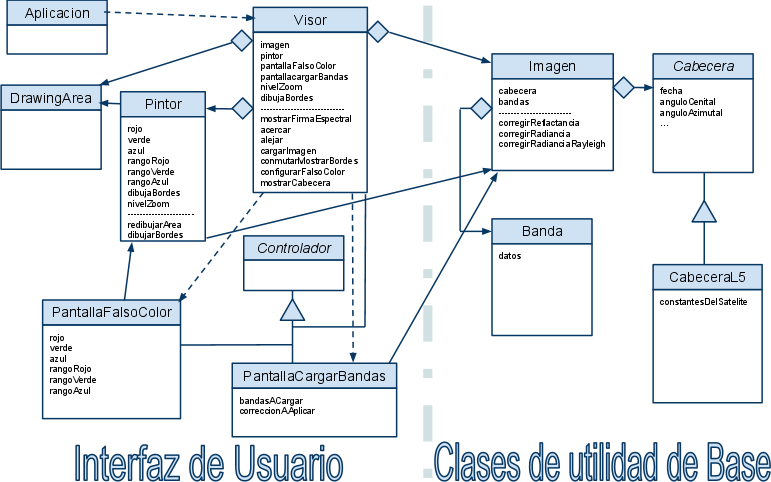 Aplicacion
Visor
imagen
pintor
pantallaFalsoColor
pantallacargarBandas
nivelZoom
dibujaBordes
mostrarFirmaEspectral
acercar
alejar
cargarImagen
conmutarMostrarBordes
configurarFalsoColor
mostrarCabecera
Imagen
cabecera
bandas
corregirReflactancia
corregirRadiancia
corregirRadianciaRayleigh
Cabecera
fecha
anguloCenital
anguloAzimutal
...
DrawingArea
Pintor
rojo
verde
azul
rangoRojo
rangoVerde
rangoAzul
dibujaBordes
nivelZoom
redibujarArea
dibujarBordes
Controlador
Banda
datos
CabeceraL5
constantesDelSatelite
PantallaFalsoColor
rojo
verde
azul
rangoRojo
rangoVerde
rangoAzul
PantallaCargarBandas
bandasACargar
correccionAAplicar
Interfaz de Usuario
Clases de utilidad de Base